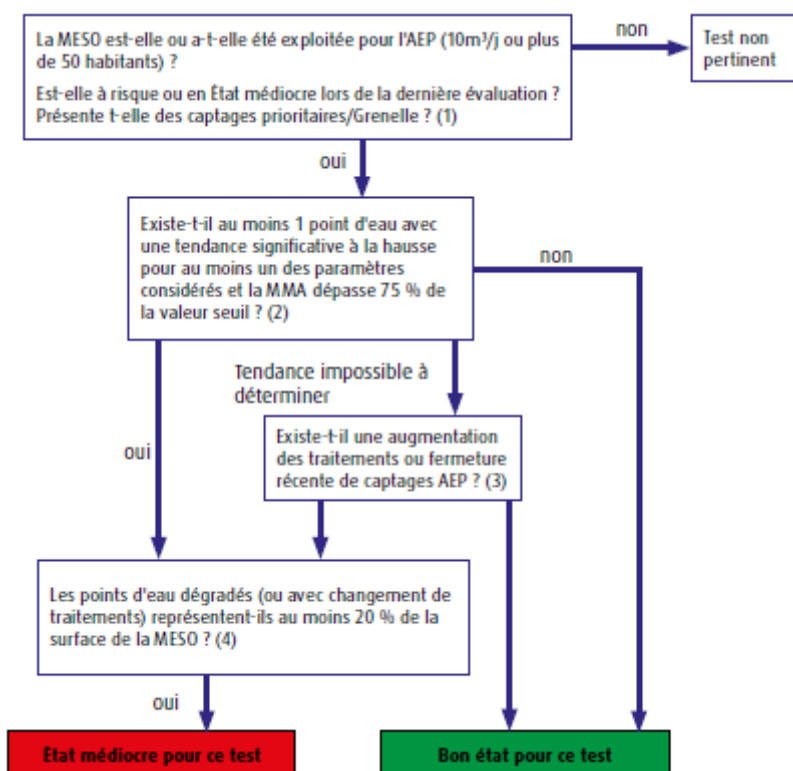 La MESO est-elle ou a-t-elle été exploitée pour l'AEP (10m³/j ou plus
de 50 habitants) ?
Est-elle à risque ou en État médiocre lors de la dernière évaluation ?
Présente t-elle des captages prioritaires/Grenelle ? (1)
non
Test non
pertinent
oui
Existe-t-il au moins 1 point d'eau avec
une tendance significative à la hausse
pour au moins un des paramètres
considérés et la MMA dépasse 75 % de
la valeur seuil ? (2)
non
Tendance impossible à
déterminer
oui
Existe-t-il une augmentation
des traitements ou fermeture
récente de captages AEP ? (3)
Les points d'eau dégradés (ou avec changement de
traitements) représentent-ils au moins 20 % de la
surface de la MESO ? (4)
oui
État médiocre pour ce test
Bon état pour ce test